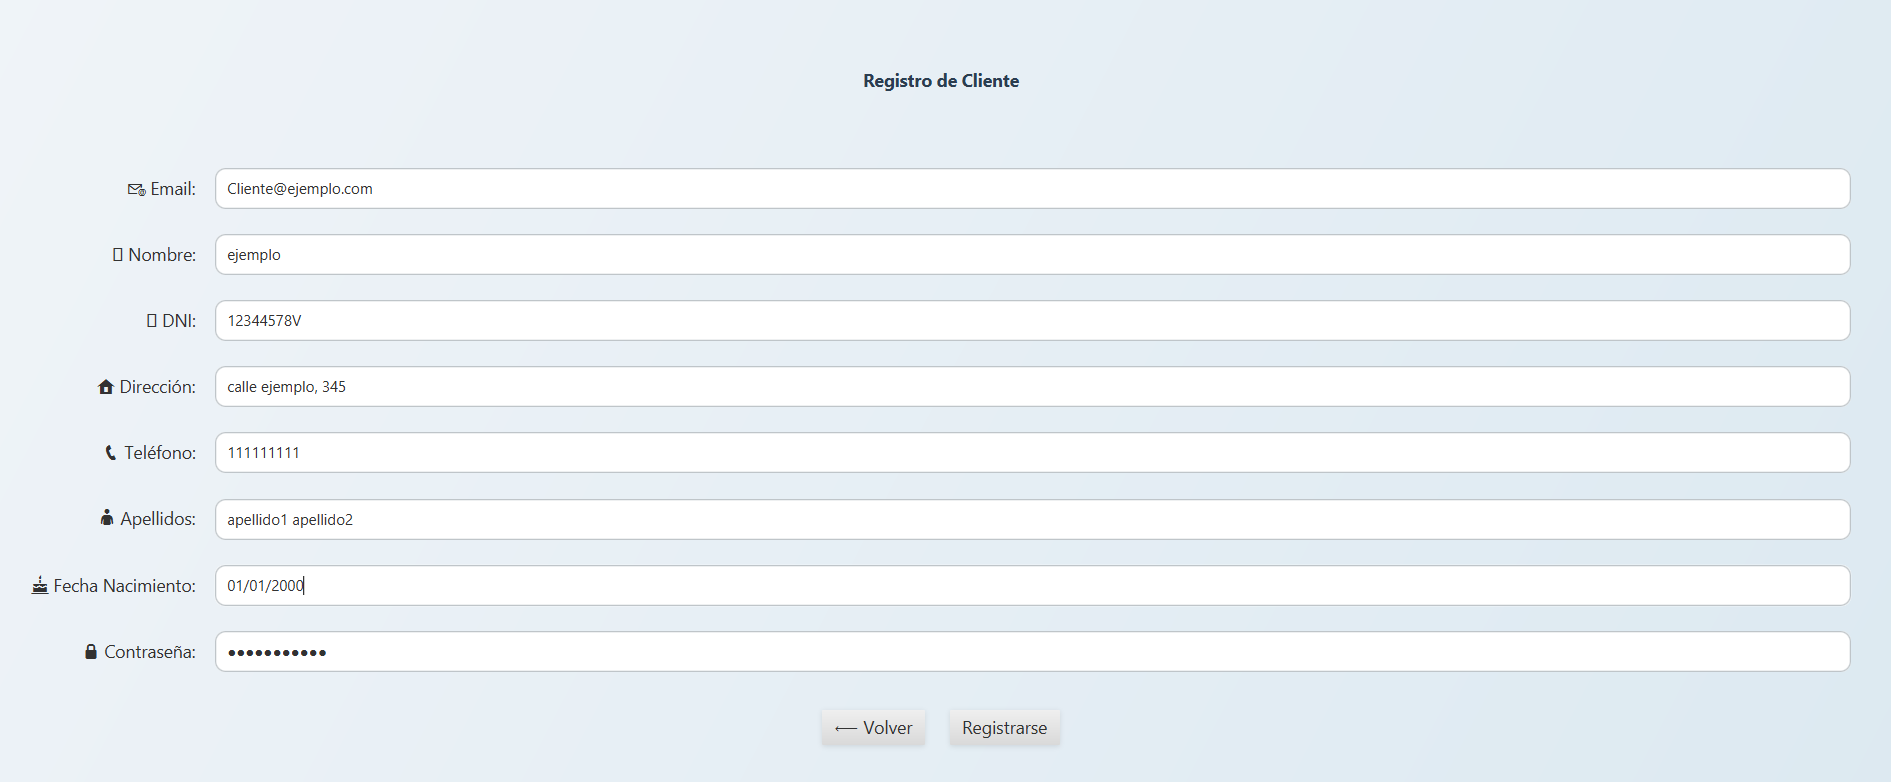 Registro de Cliente
Email: Cliente@ejemplo.com
Nombre: ejemplo
DNI: 12344578V
Dirección: calle ejemplo, 345
Teléfono: 111111111
Apellidos: apellido1 apellido2
Fecha Nacimiento: 01/01/2000
Contraseña: ●●●●●●●●●●●
⟵ Volver Registrarse